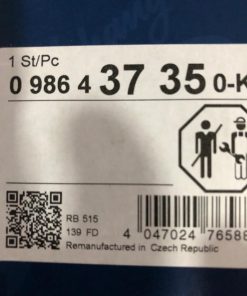 1 St/Pc
0 986 4 37 35 0-K
RB 515
139 FD
4 047024 76588
Remanufactured in Czech Republic